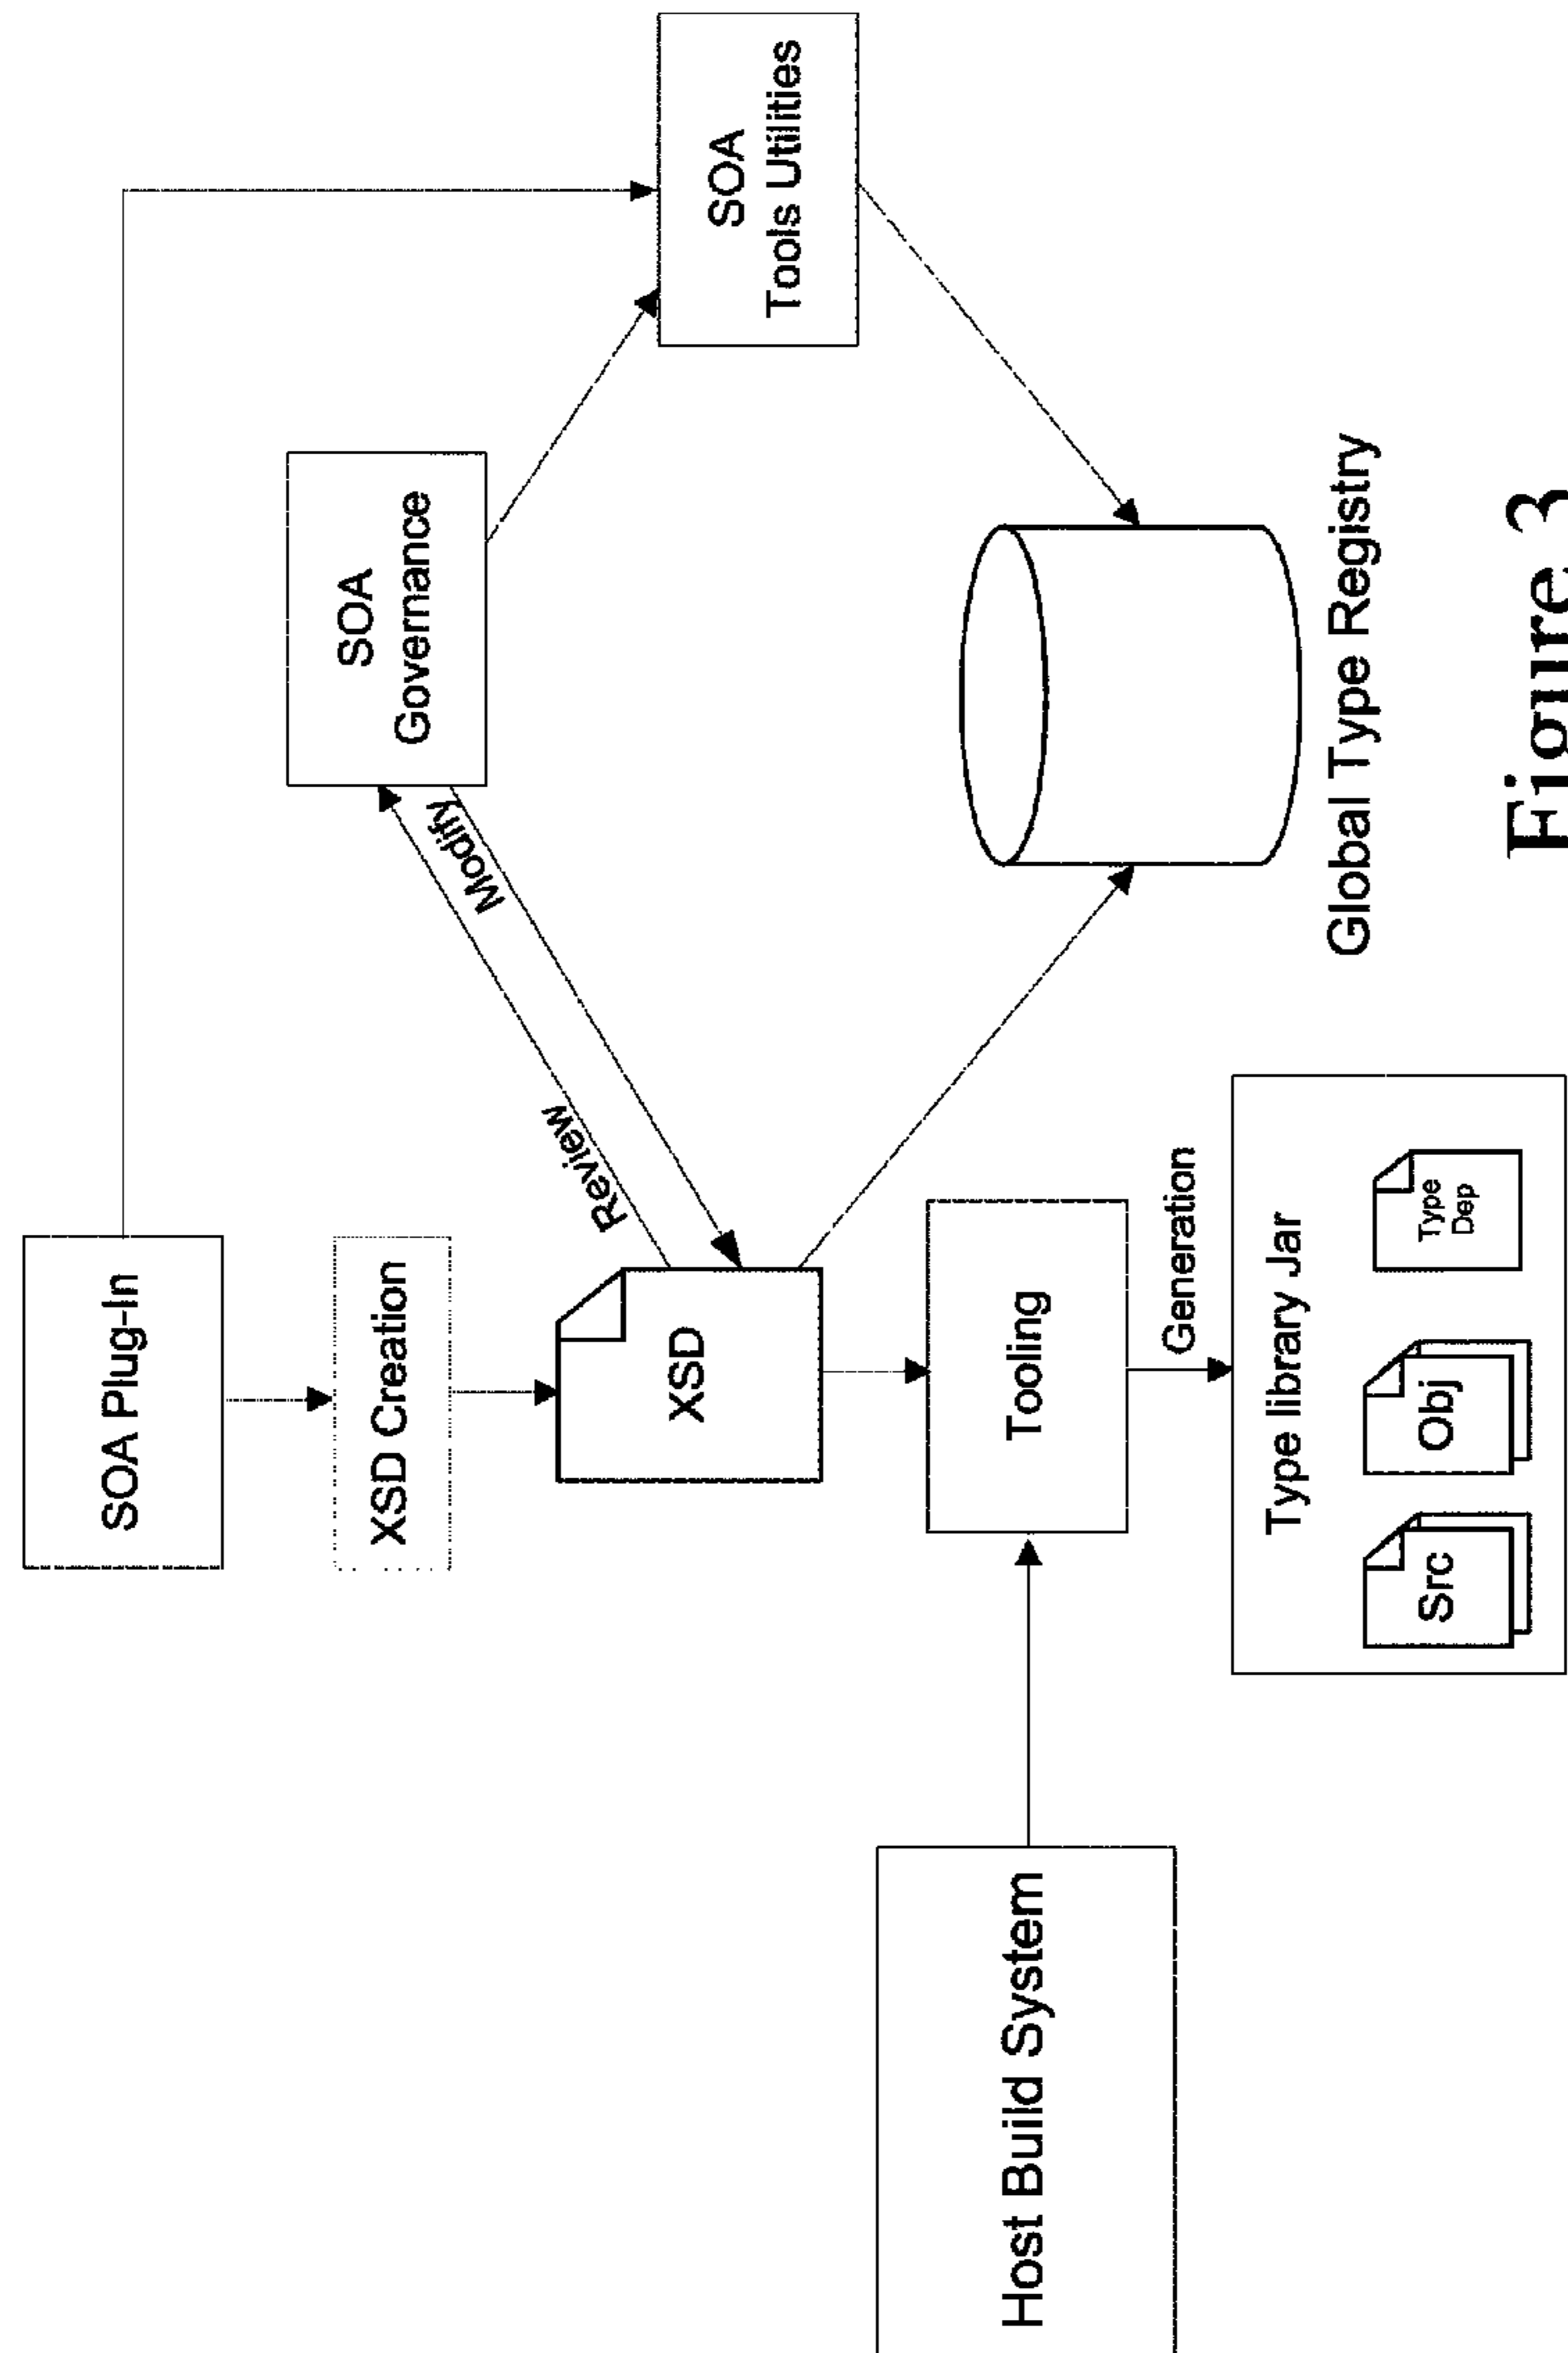 SOA Plug-In
XSD Creation
XSD
Review
Modify
SOA
Governance
SOA
Tools Utilities
Host Build System
Tooling
Generation
Type library Jar
Src
Obj
Type
Dep
Global Type Registry
Figure 3